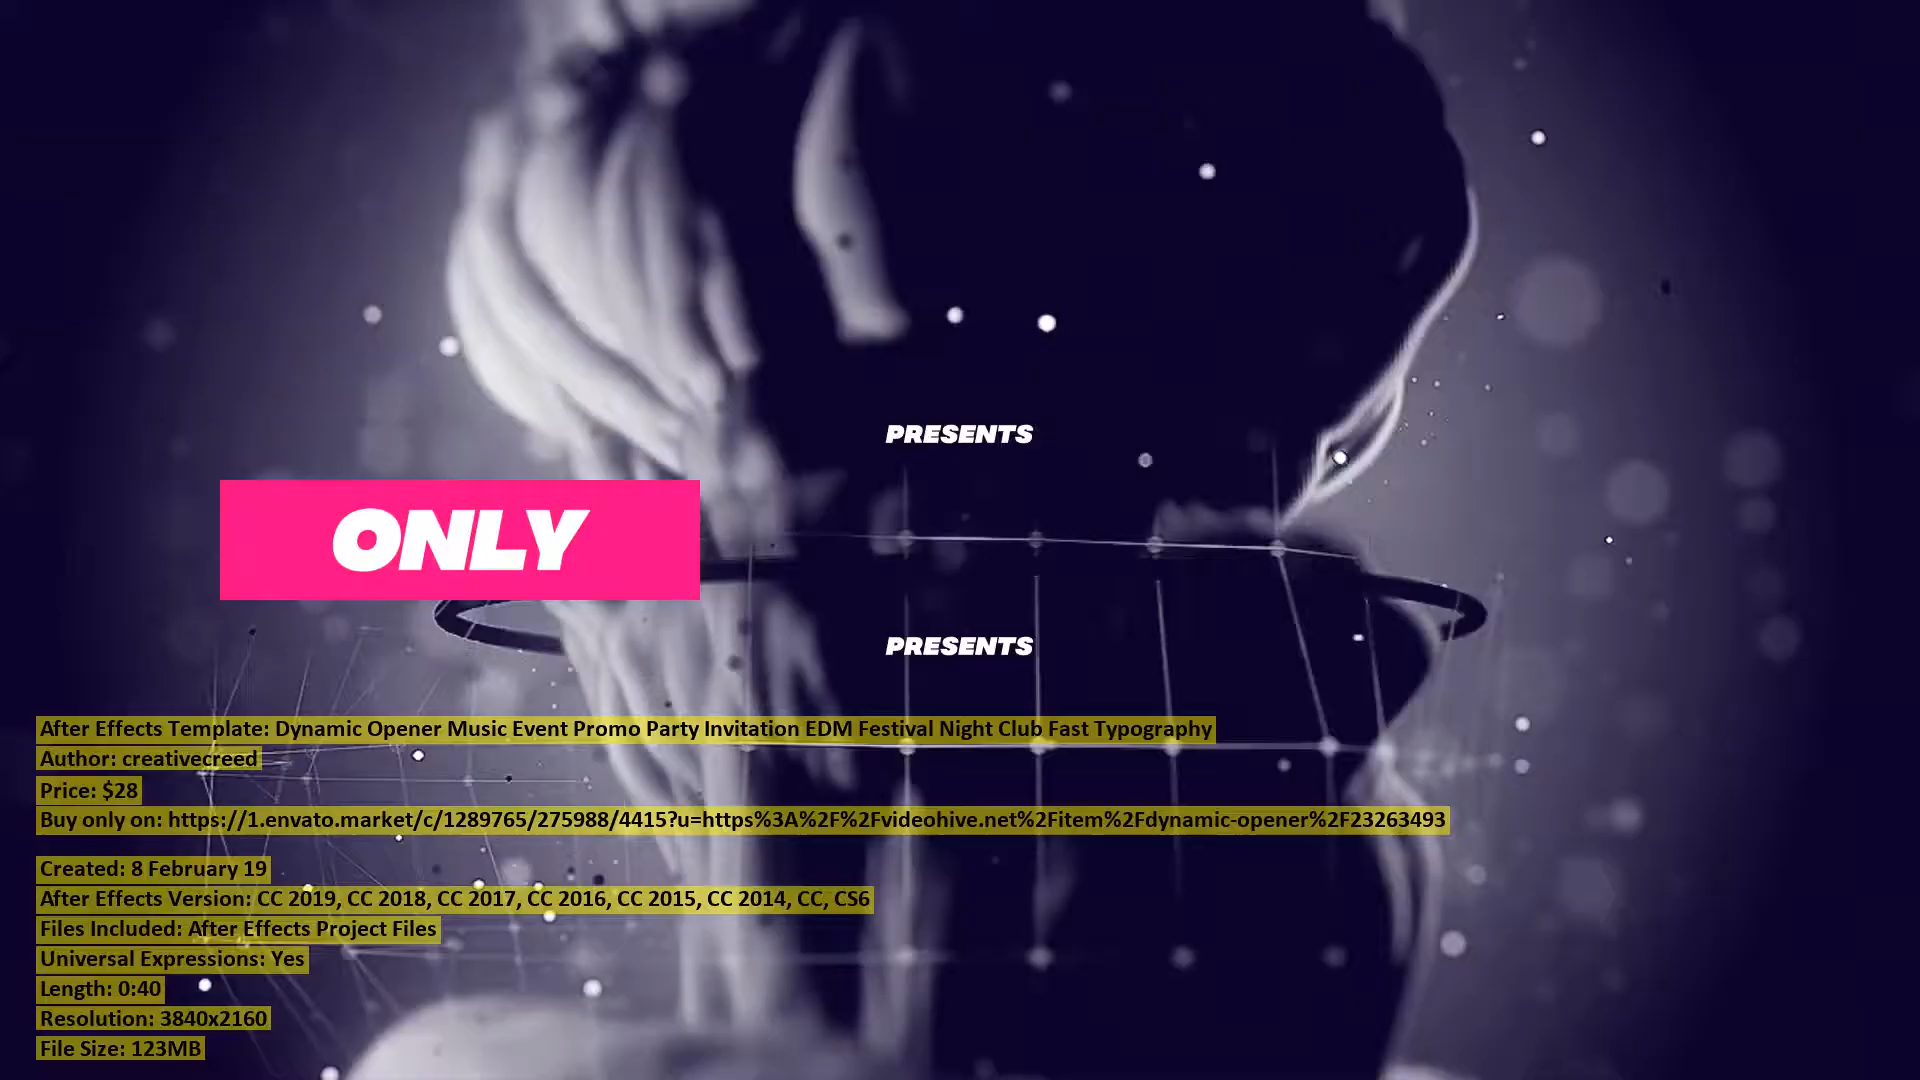 PRESENTS
ONLY
PRESENTS
After Effects Template: Dynamic Opener Music Event Promo Party Invitation EDM Festival Night Club Fast Typography
Author: creativecreed
Price: $28
Buy only on: https://1.envato.market/c/1289765/275988/4415?u=https%3A%2F%2Fvideohive.net%2Fitem%2Fdynamic-opener%2F23263493
Created: 8 February 19
After Effects Version: CC 2019, CC 2018, CC 2017, CC 2016, CC 2015, CC 2014, CC, CS6
Files Included: After Effects Project Files
Universal Expressions: Yes
Length: 0:40
Resolution: 3840x2160
File Size: 123MB